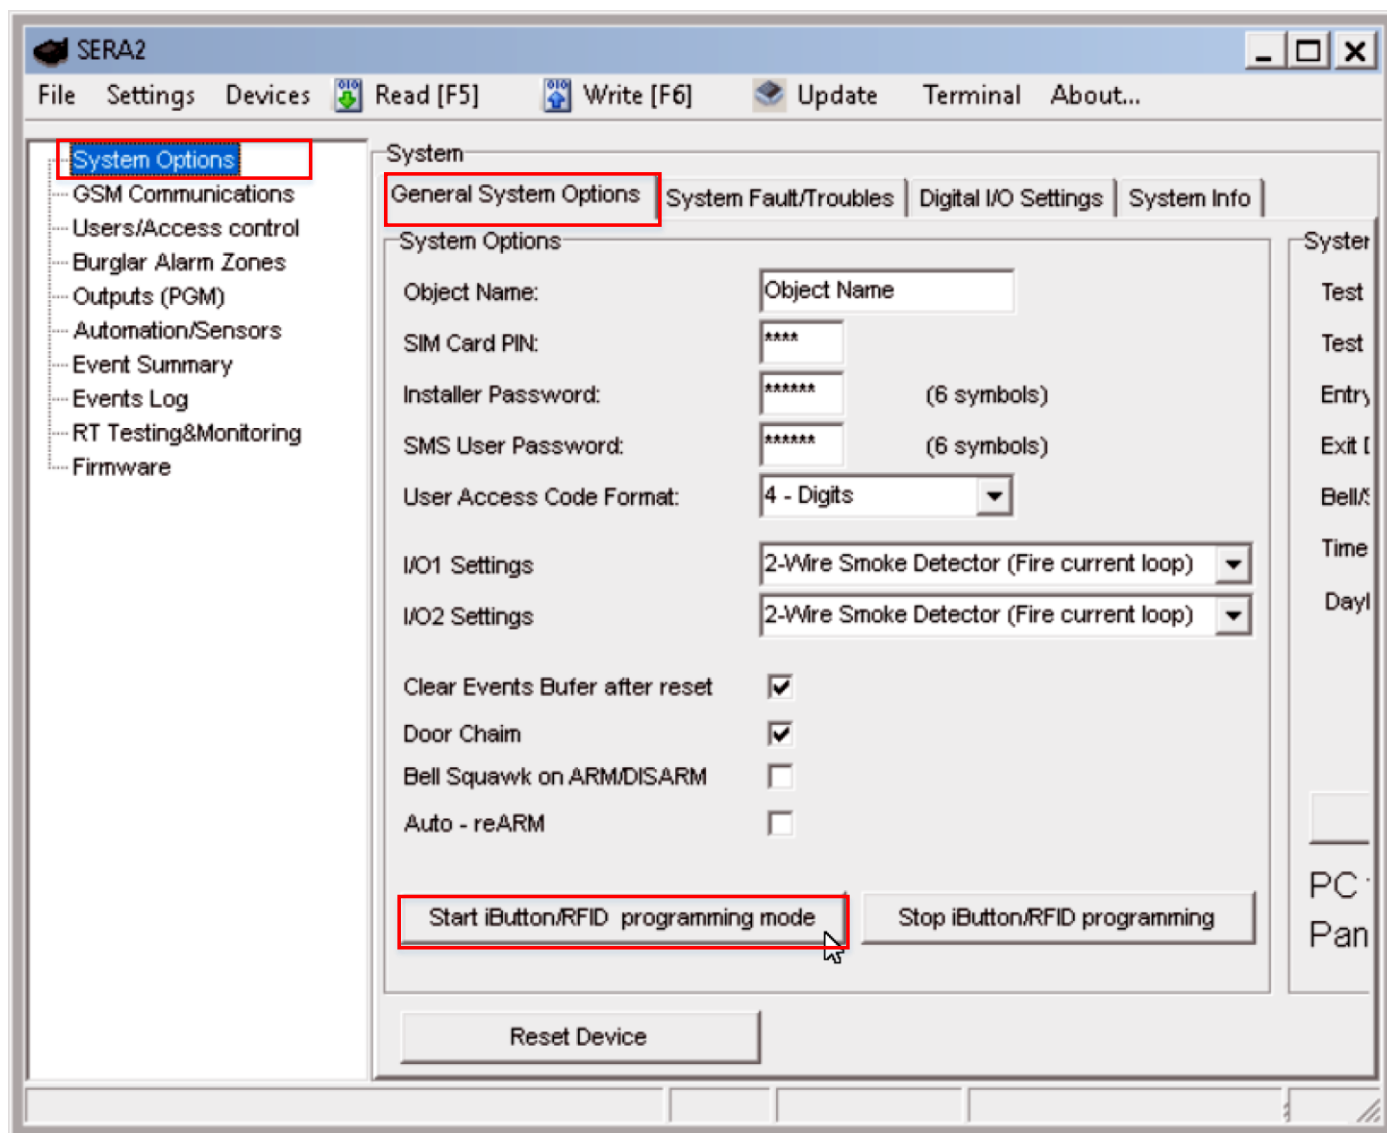 SERA2
File Settings Devices Read [F5] Write [F6] Update Terminal About...
System Options
GSM Communications
Users/Access control
Burglar Alarm Zones
Outputs (PGM)
Automation/Sensors
Event Summary
Events Log
RT Testing&Monitoring
Firmware
System
General System Options System Fault/Troubles Digital I/O Settings System Info
System Options
Object Name: Object Name
SIM Card PIN: ****
Installer Password: ****** (6 symbols)
SMS User Password: ****** (6 symbols)
User Access Code Format: 4 - Digits
I/O1 Settings 2-Wire Smoke Detector (Fire current loop)
I/O2 Settings 2-Wire Smoke Detector (Fire current loop)
Clear Events Bufer after reset
Door Chaim
Bell Squawk on ARM/DISARM
Auto - reARM
Start iButton/RFID programming mode Stop iButton/RFID programming
Reset Device
Test
Test
Time
PC